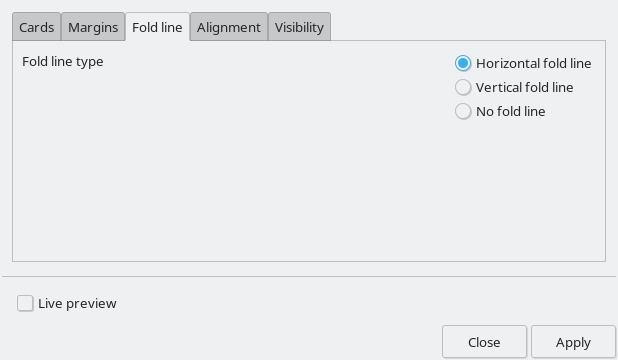 Cards Margins Fold line Alignment Visibility
Fold line type
Horizontal fold line
Vertical fold line
No fold line
Live preview
Close Apply